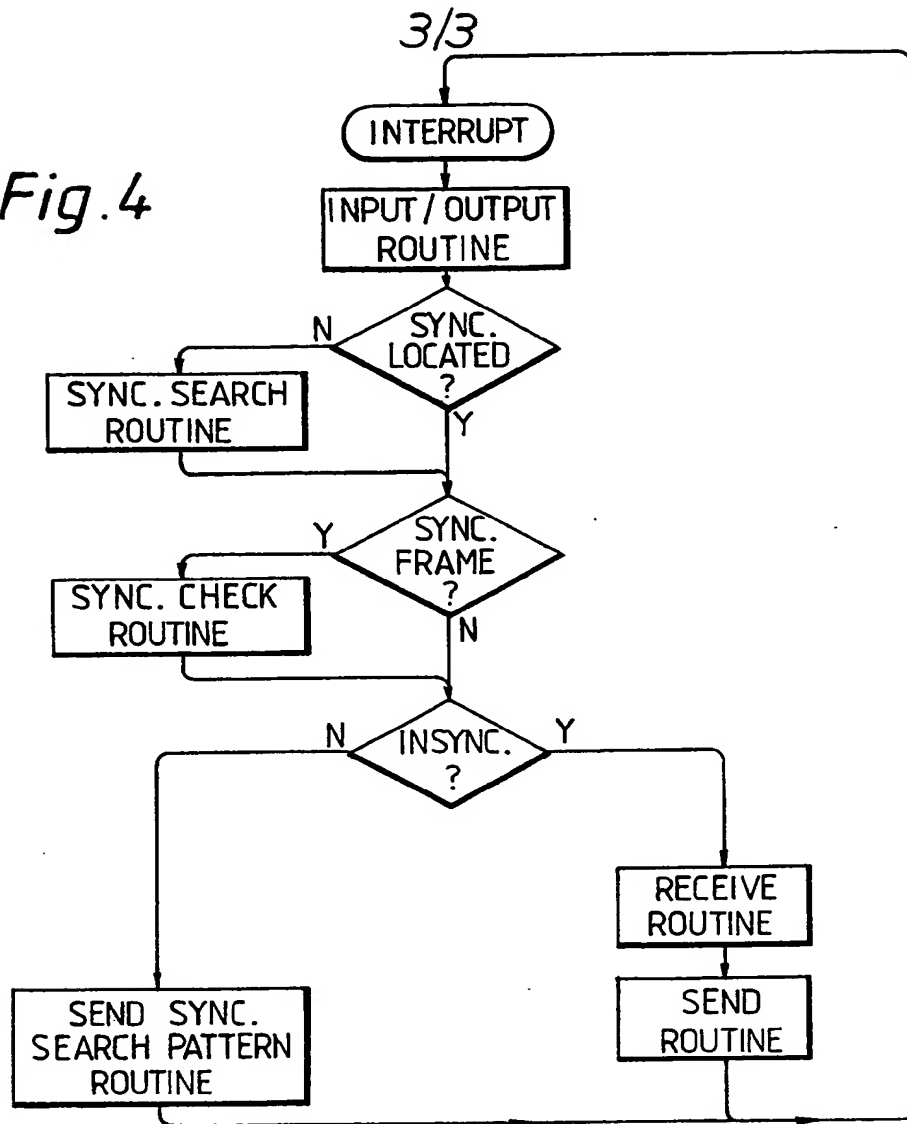 3/3
Fig.4
INTERRUPT
INPUT / OUTPUT
ROUTINE
SYNC.
LOCATED
?
N
Y
SYNC. SEARCH
ROUTINE
SYNC.
FRAME
?
Y
N
SYNC. CHECK
ROUTINE
INSYNC.
?
N
Y
RECEIVE
ROUTINE
SEND
ROUTINE
SEND SYNC.
SEARCH PATTERN
ROUTINE